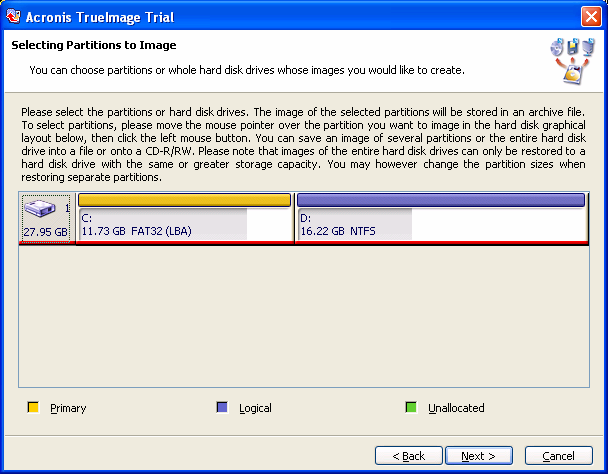 Acronis TrueImage Trial
Selecting Partitions to Image
You can choose partitions or whole hard disk drives whose images you would like to create.
Please select the partitions or hard disk drives. The image of the selected partitions will be stored in an archive file.
To select partitions, please move the mouse pointer over the partition you want to image in the hard disk graphical
layout below, then click the left mouse button. You can save an image of several partitions or the entire hard disk
drive into a file or onto a CD-R/RW. Please note that images of the entire hard disk drives can only be restored to a
hard disk drive with the same or greater storage capacity. You may however change the partition sizes when
restoring separate partitions.
1
27.95 GB
C:
11.73 GB FAT32 (LBA)
D:
16.22 GB NTFS
Primary
Logical
Unallocated
< Back
Next >
Cancel